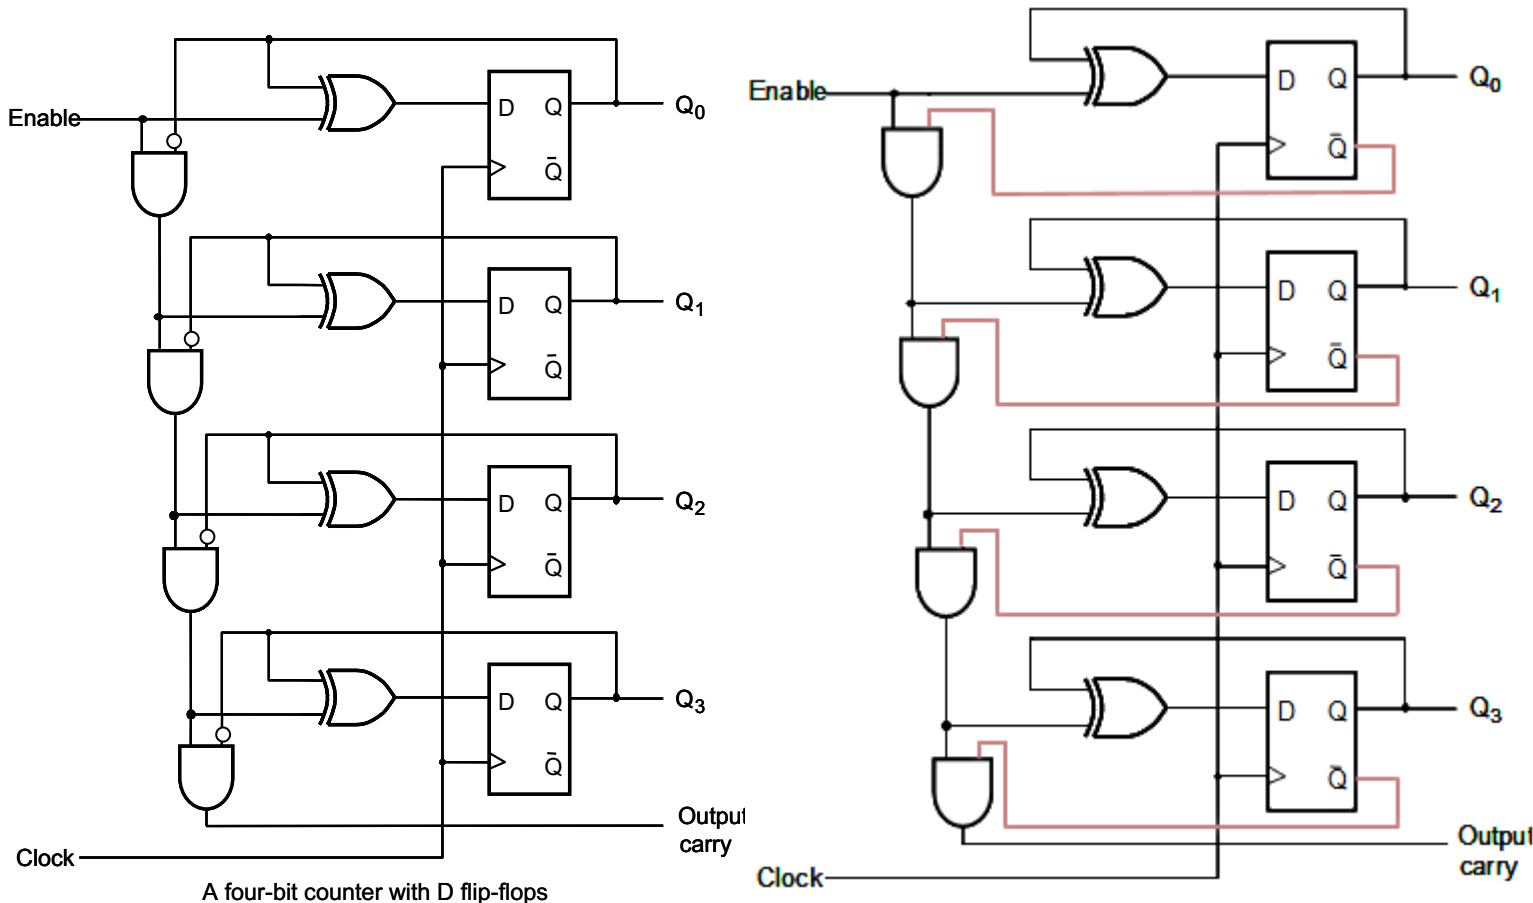 Enable
D Q
Q0
Q̄
D Q
Q1
Q̄
D Q
Q2
Q̄
D Q
Q3
Q̄
Output
carry
Clock
A four-bit counter with D flip-flops
Enable
D Q
Q0
Q̄
D Q
Q1
Q̄
D Q
Q2
Q̄
D Q
Q3
Q̄
Output
carry
Clock